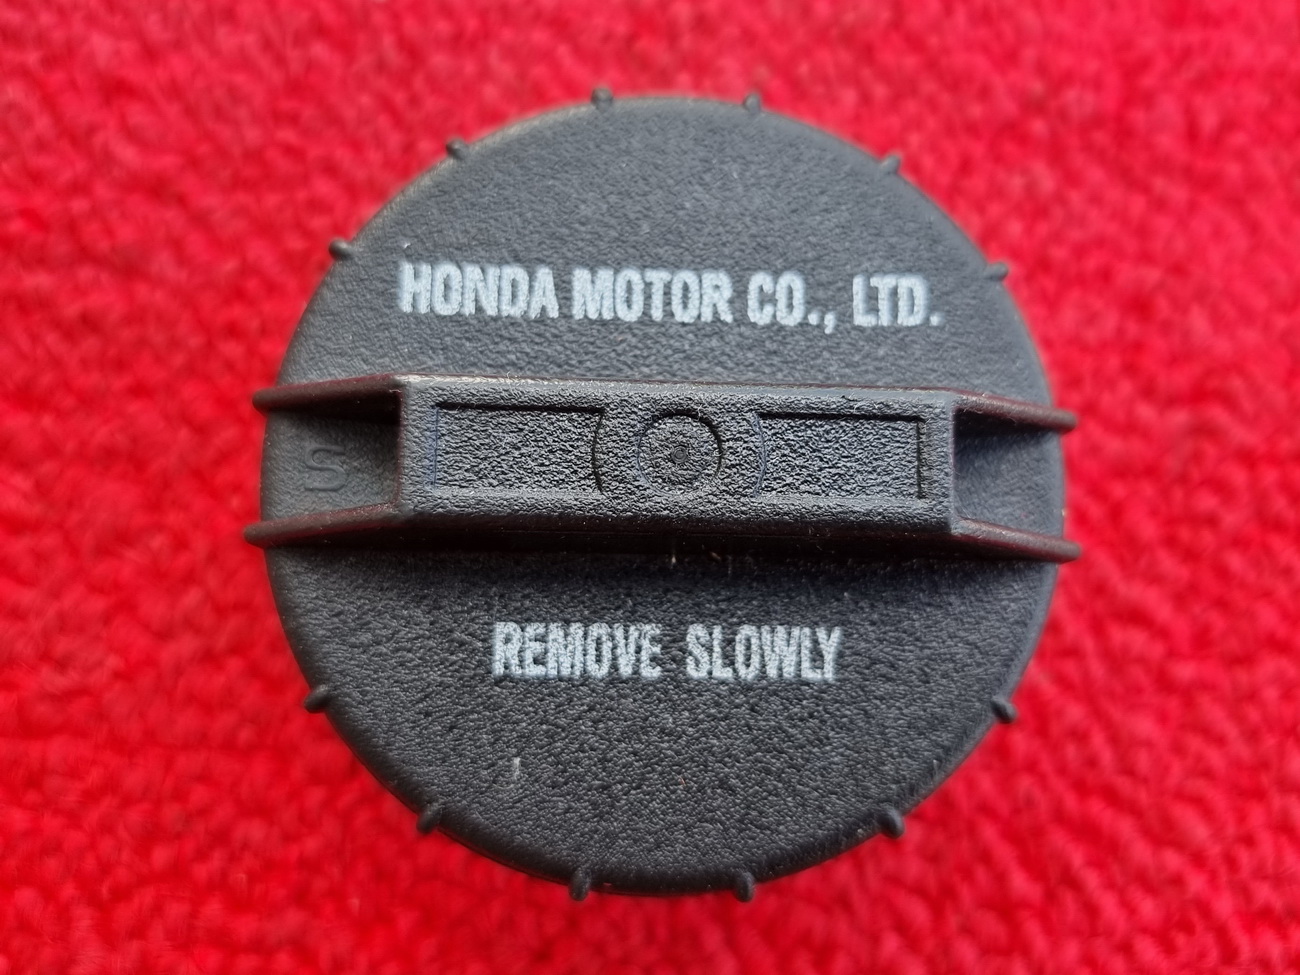 HONDA MOTOR CO., LTD.
S
REMOVE SLOWLY